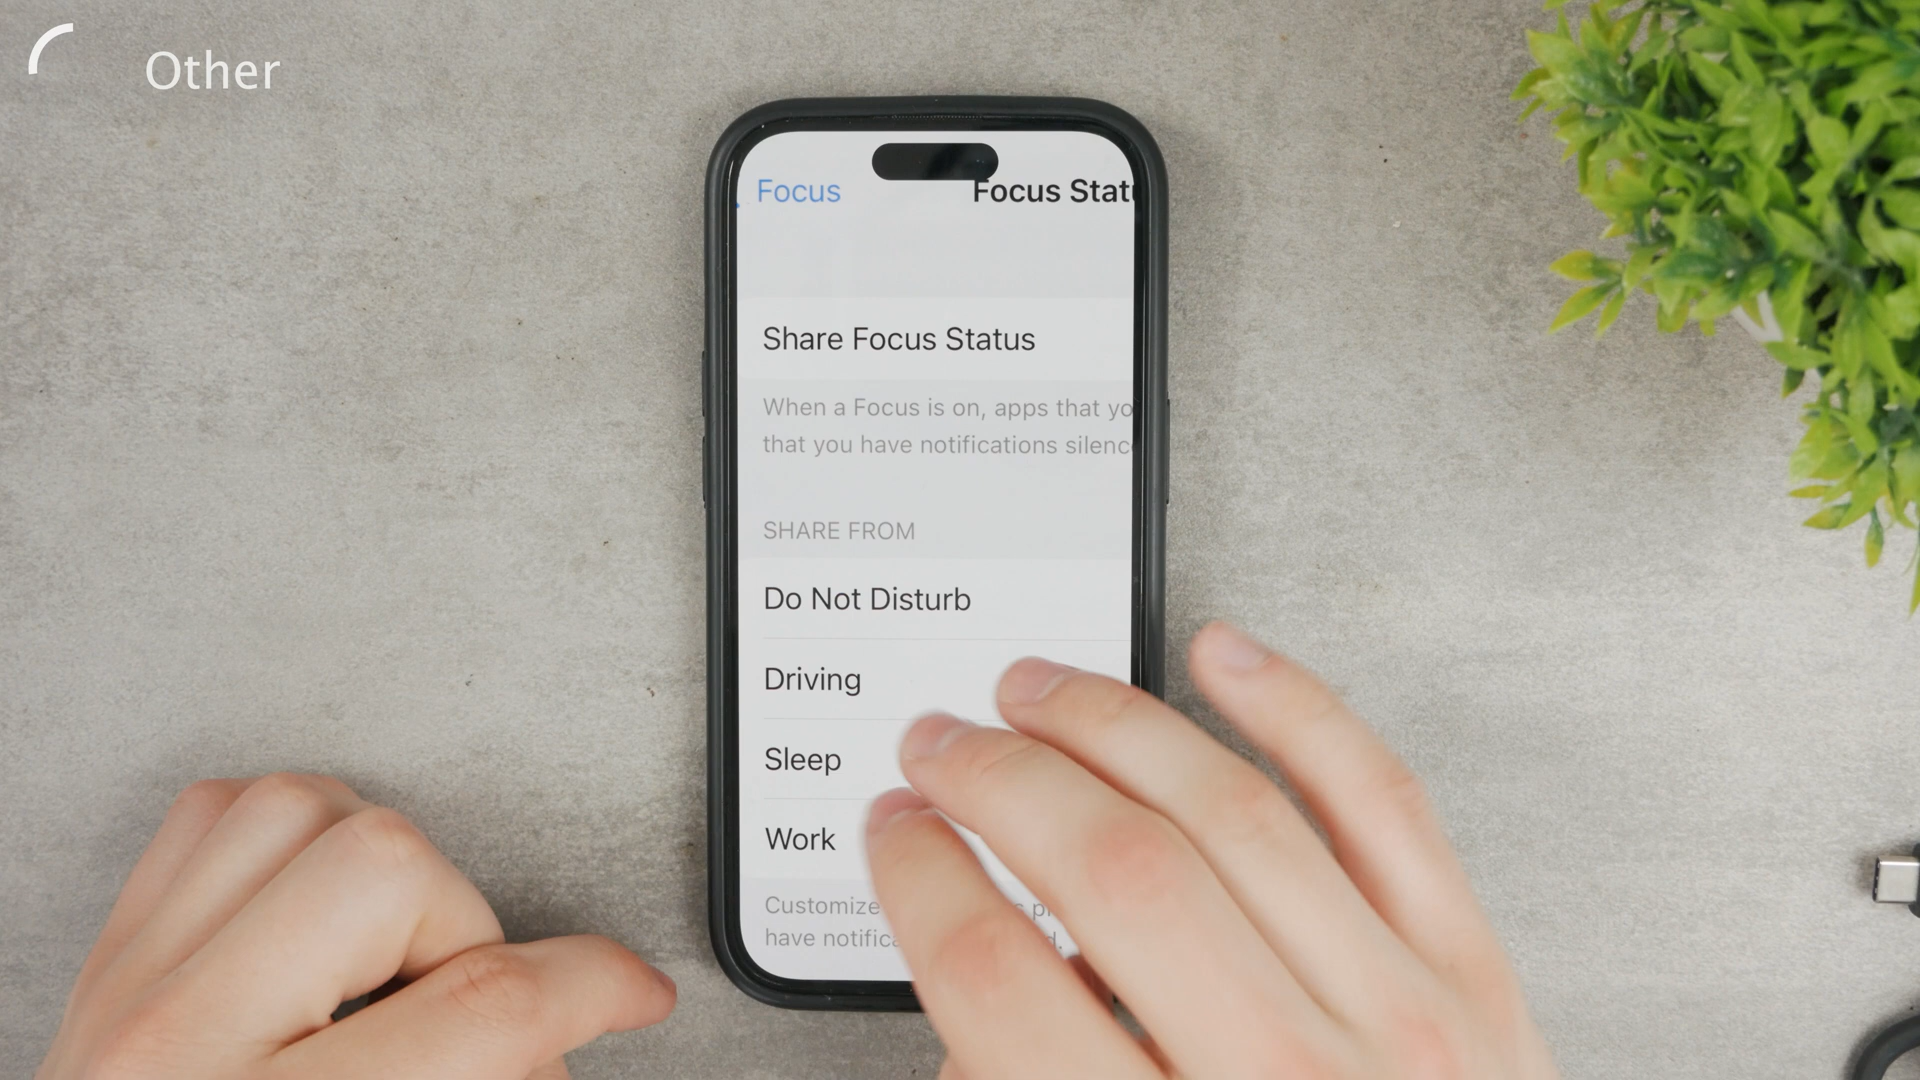 Other
Focus
Focus Stat
Share Focus Status
When a Focus is on, apps that yo
that you have notifications silenc
SHARE FROM
Do Not Disturb
Driving
Sleep
Work
Customize
have notific